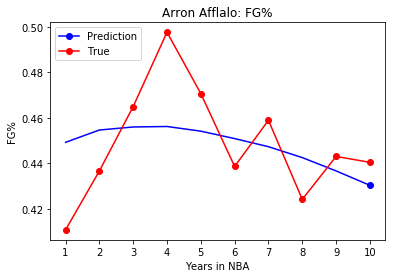 Arron Afflalo: FG%
Prediction
True
FG%
0.50
0.48
0.46
0.44
0.42
1 2 3 4 5 6 7 8 9 10
Years in NBA